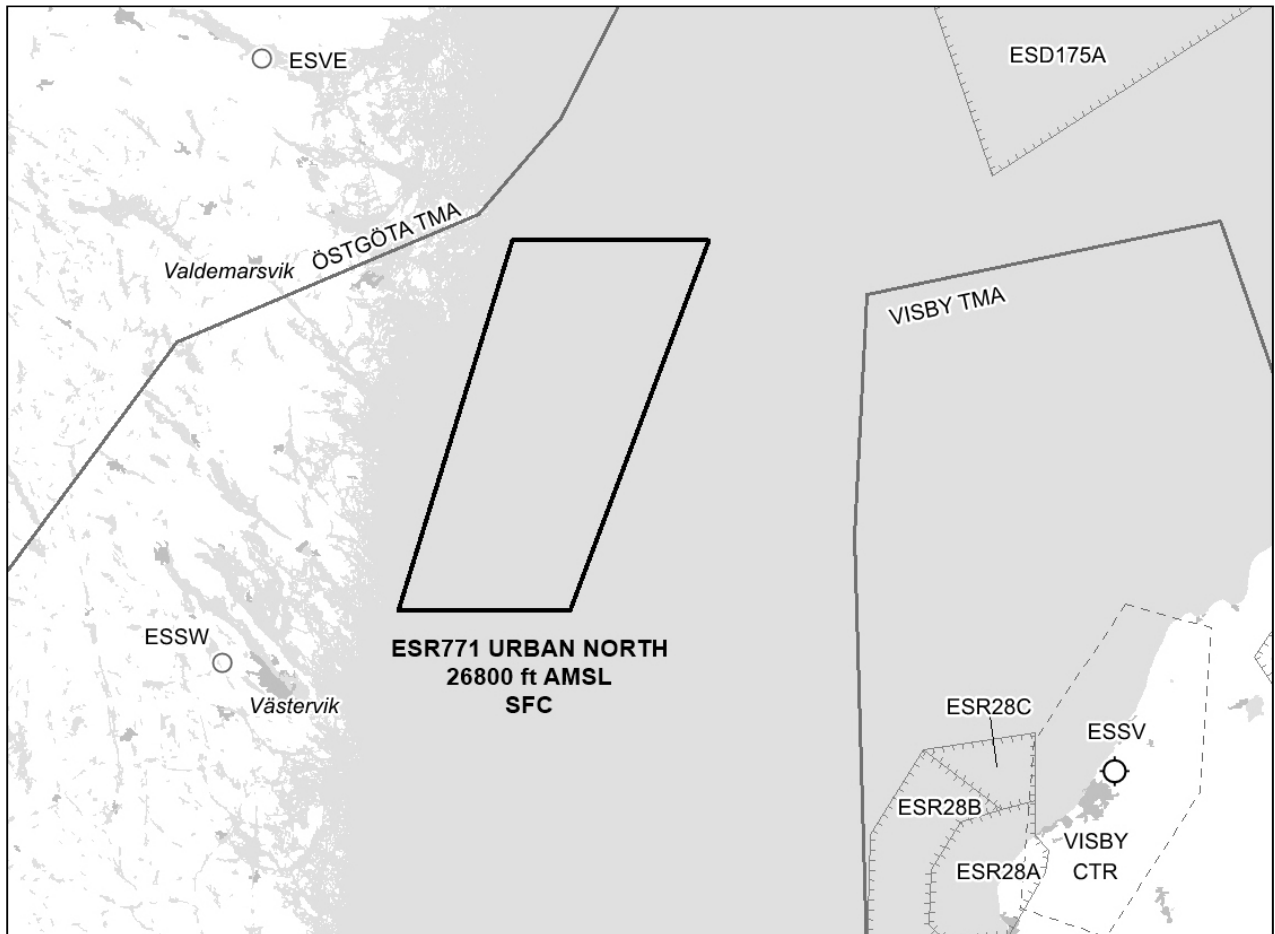 ESVE
ESD175A
ÖSTGÖTA TMA
Valdemarsvik
VISBY TMA
ESSW
ESR771 URBAN NORTH
26800 ft AMSL
SFC
Västervik
ESR28C
ESSV
ESR28B
VISBY
CTR
ESR28A